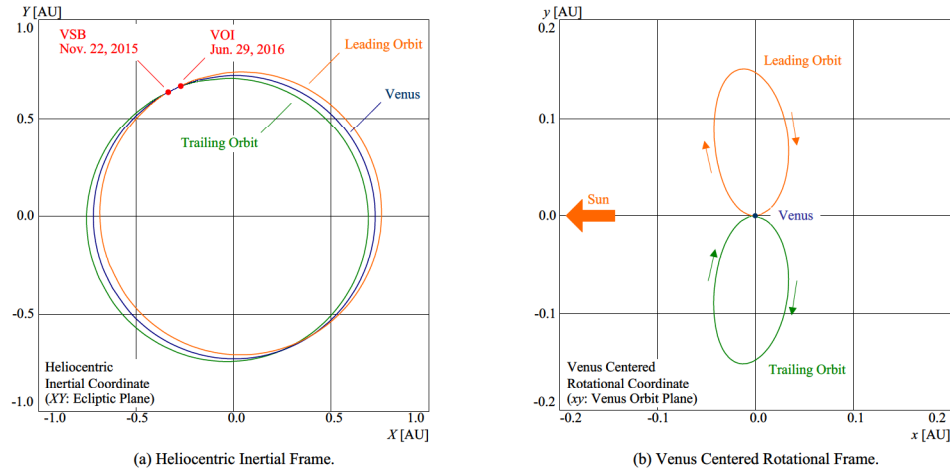 Y [AU]
1.0
VSB
Nov. 22, 2015
VOI
Jun. 29, 2016
Leading Orbit
Venus
0.5
Trailing Orbit
0.0
-0.5
Heliocentric
Inertial Coordinate
(XY: Ecliptic Plane)
-1.0
-1.0 -0.5 0.0 0.5 1.0
X [AU]
(a) Heliocentric Inertial Frame.
y [AU]
0.2
Leading Orbit
0.1
Sun
0.0
Venus
-0.1
Venus Centered
Rotational Coordinate
(xy: Venus Orbit Plane)
Trailing Orbit
-0.2
-0.2 -0.1 0.0 0.1 0.2
x [AU]
(b) Venus Centered Rotational Frame.